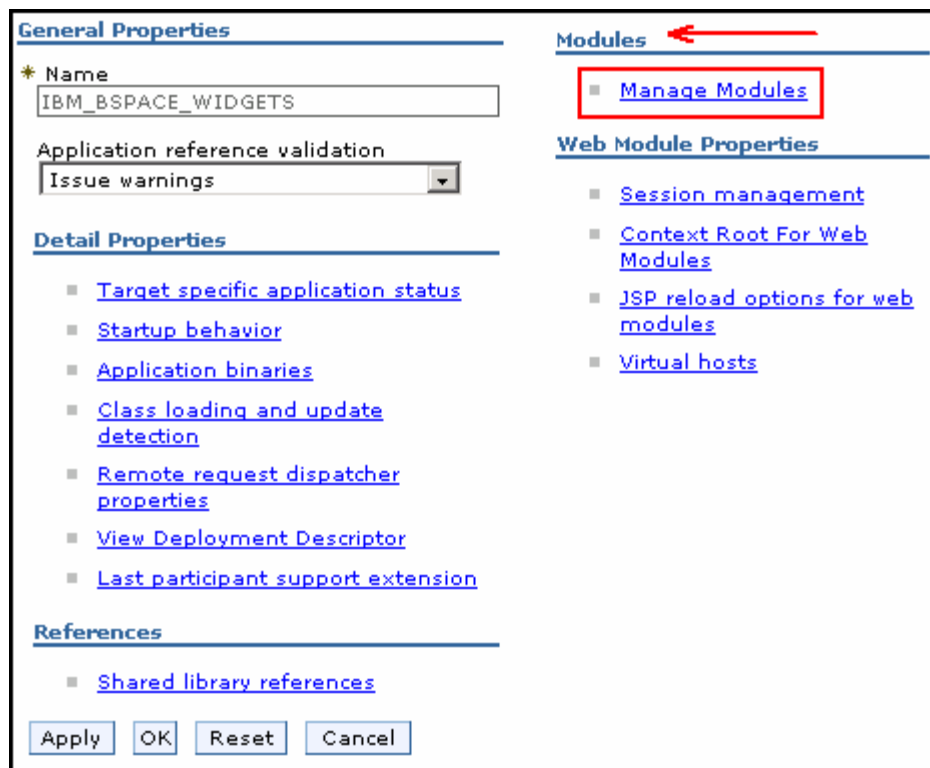 General Properties
* Name
IBM_BSPACE_WIDGETS
Application reference validation
Issue warnings
Detail Properties
Target specific application status
Startup behavior
Application binaries
Class loading and update
detection
Remote request dispatcher
properties
View Deployment Descriptor
Last participant support extension
References
Shared library references
Apply OK Reset Cancel
Modules
Manage Modules
Web Module Properties
Session management
Context Root For Web
Modules
JSP reload options for web
modules
Virtual hosts